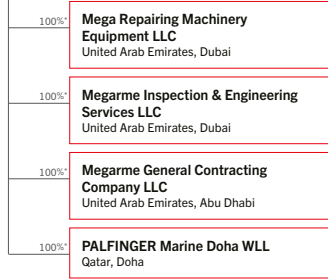 100%*
Mega Repairing Machinery
Equipment LLC
United Arab Emirates, Dubai
100%*
Megarme Inspection & Engineering
Services LLC
United Arab Emirates, Dubai
100%*
Megarme General Contracting
Company LLC
United Arab Emirates, Abu Dhabi
100%*
PALFINGER Marine Doha WLL
Qatar, Doha